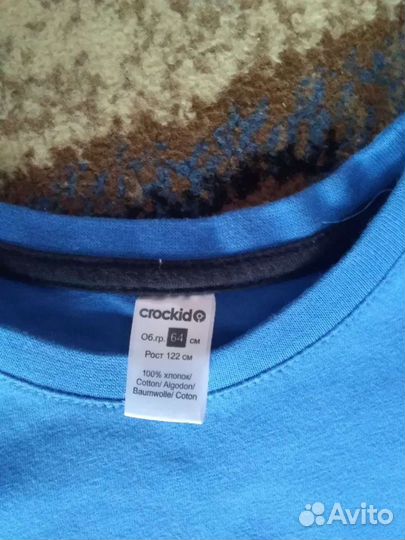 crockid
Об.гр. 64 см
Рост 122 см
100% хлопок/
Cotton/ Algodon/
Baumwolle/ Coton
Avito